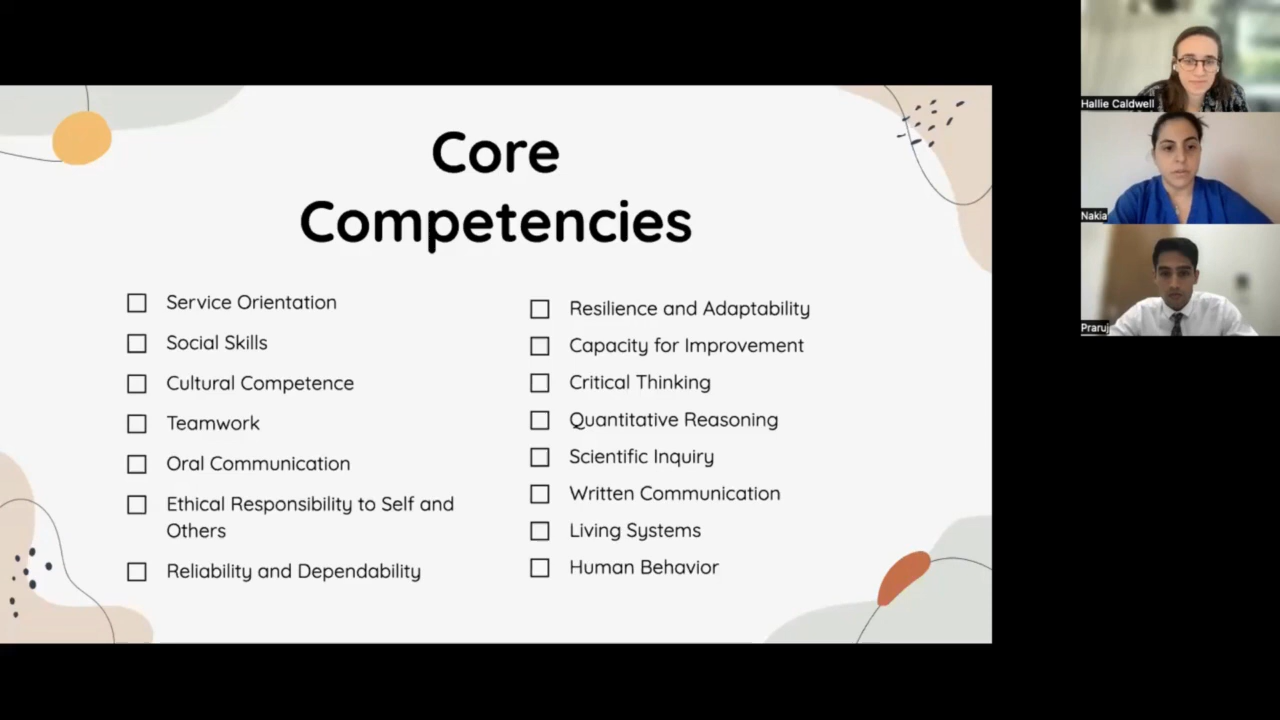 Core
Competencies
Service Orientation
Social Skills
Cultural Competence
Teamwork
Oral Communication
Ethical Responsibility to Self and
Others
Reliability and Dependability
Resilience and Adaptability
Capacity for Improvement
Critical Thinking
Quantitative Reasoning
Scientific Inquiry
Written Communication
Living Systems
Human Behavior
Hallie Caldwell
Nakia
Praruj